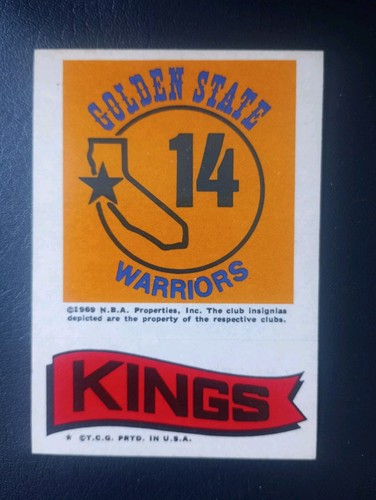 GOLDEN STATE
14
WARRIORS
©1969 N.B.A. Properties, Inc. The club insignias
depicted are the property of the respective clubs.
KINGS
★ ©T.C.G. PRTD. IN U.S.A.